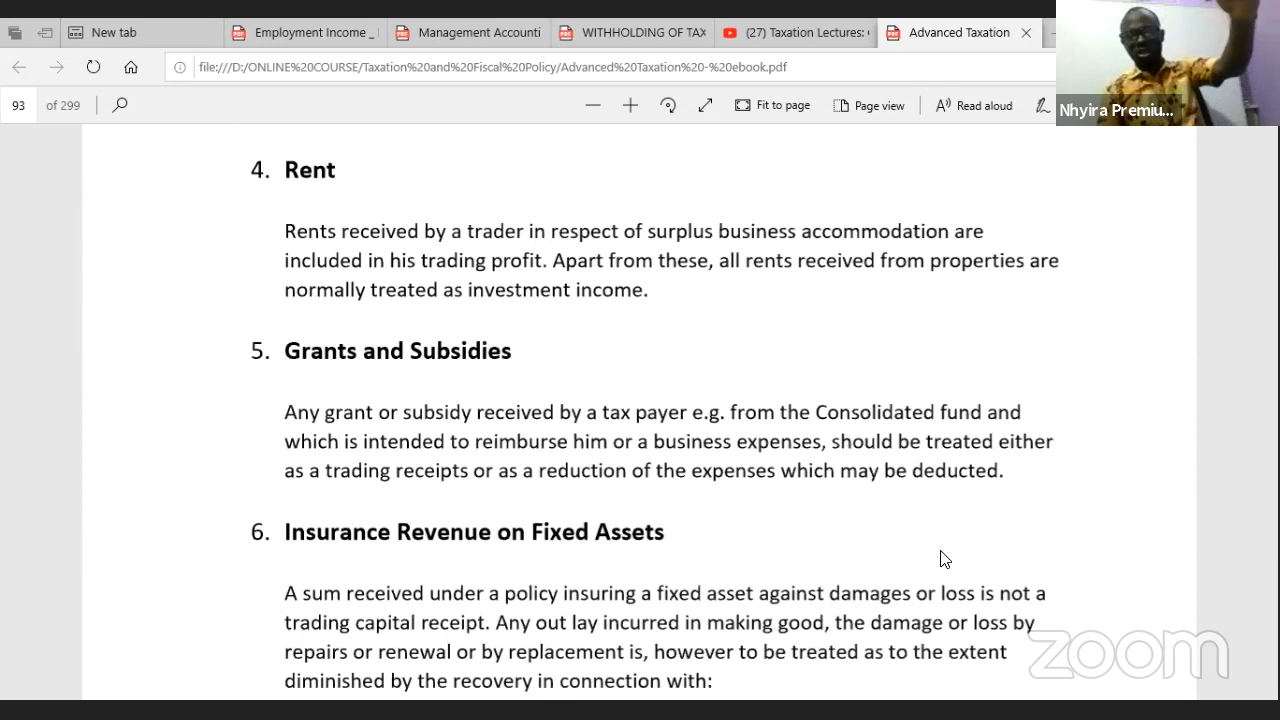 New tab
Employment Income _
Management Accounti
WITHHOLDING OF TAX
(27) Taxation Lectures:
Advanced Taxation
file:///D:/ONLINE%20COURSE/Taxation%20and%20Fiscal%20Policy/Advanced%20Taxation%20-%20ebook.pdf
93 of 299
Fit to page
Page view
Read aloud
Nhyira Premiu...
4. Rent
Rents received by a trader in respect of surplus business accommodation are
included in his trading profit. Apart from these, all rents received from properties are
normally treated as investment income.
5. Grants and Subsidies
Any grant or subsidy received by a tax payer e.g. from the Consolidated fund and
which is intended to reimburse him or a business expenses, should be treated either
as a trading receipts or as a reduction of the expenses which may be deducted.
6. Insurance Revenue on Fixed Assets
A sum received under a policy insuring a fixed asset against damages or loss is not a
trading capital receipt. Any out lay incurred in making good, the damage or loss by
repairs or renewal or by replacement is, however to be treated as to the extent
diminished by the recovery in connection with:
zoom